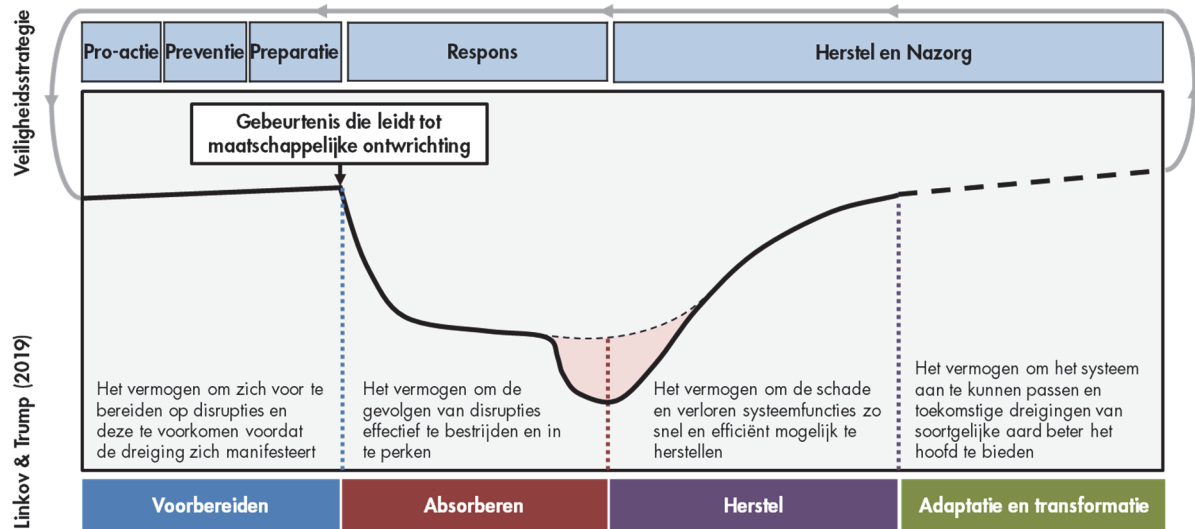 Veiligheidsstrategie
Pro-actie
Preventie
Preparatie
Respons
Herstel en Nazorg
Gebeurtenis die leidt tot
maatschappelijke ontwrichting
Linkov & Trump (2019)
Het vermogen om zich voor te
bereiden op disrupties en
deze te voorkomen voordat
de dreiging zich manifesteert
Het vermogen om de
gevolgen van disrupties
effectief te bestrijden en in
te perken
Het vermogen om de schade
en verloren systeemfuncties zo
snel en efficiënt mogelijk te
herstellen
Het vermogen om het systeem
aan te kunnen passen en
toekomstige dreigingen van
soortgelijke aard beter het
hoofd te bieden
Voorbereiden
Absorberen
Herstel
Adaptatie en transformatie